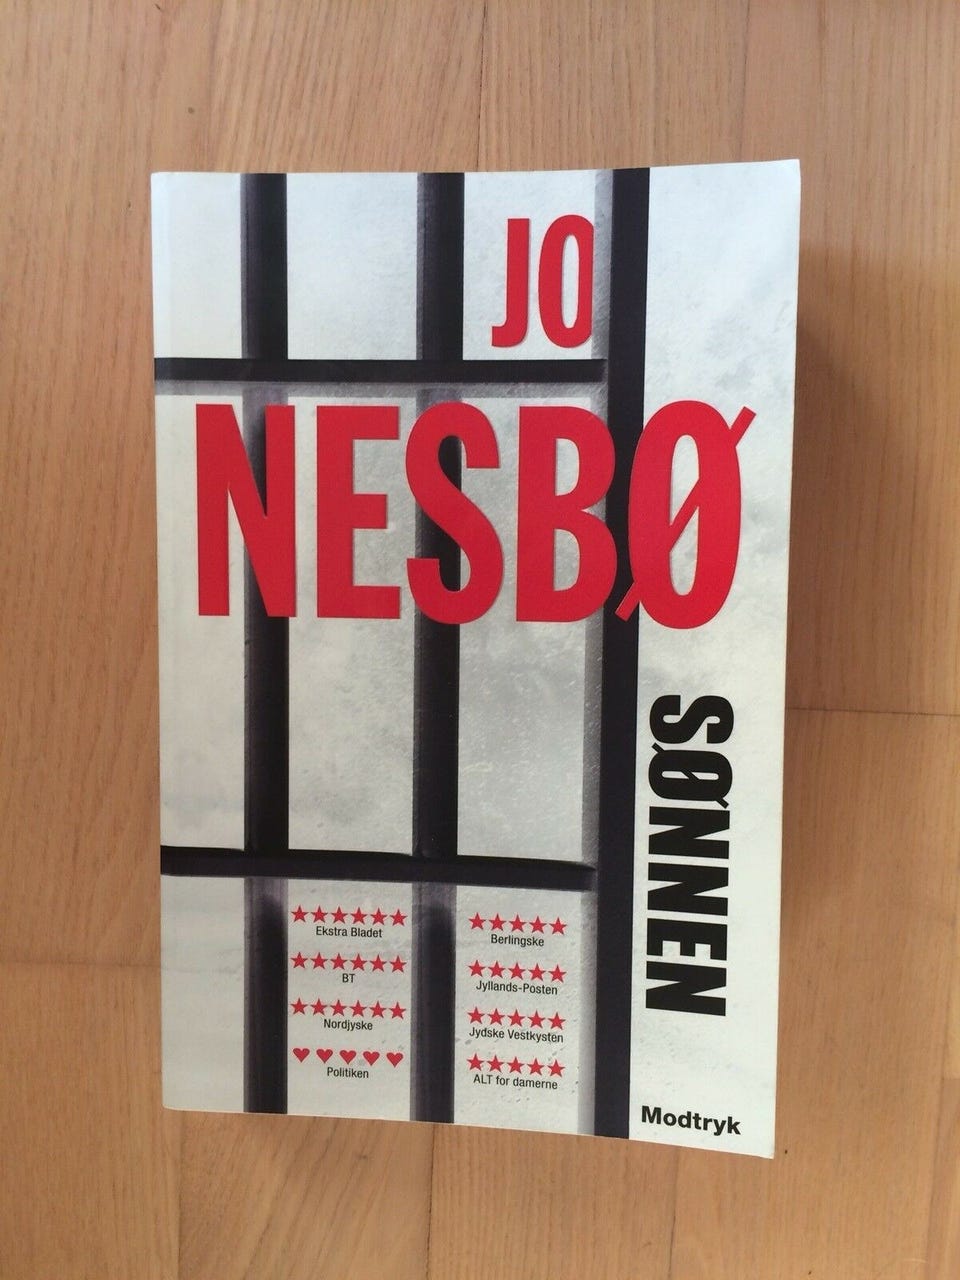 JO
NESBØ
SØNNEN
★★★★★★
Ekstra Bladet
★★★★★★
BT
★★★★★★
Nordjyske
♥♥♥♥♥
Politiken
★★★★★
Berlingske
★★★★★
Jyllands-Posten
★★★★★
Jydske Vestkysten
★★★★★
ALT for damerne
Modtryk